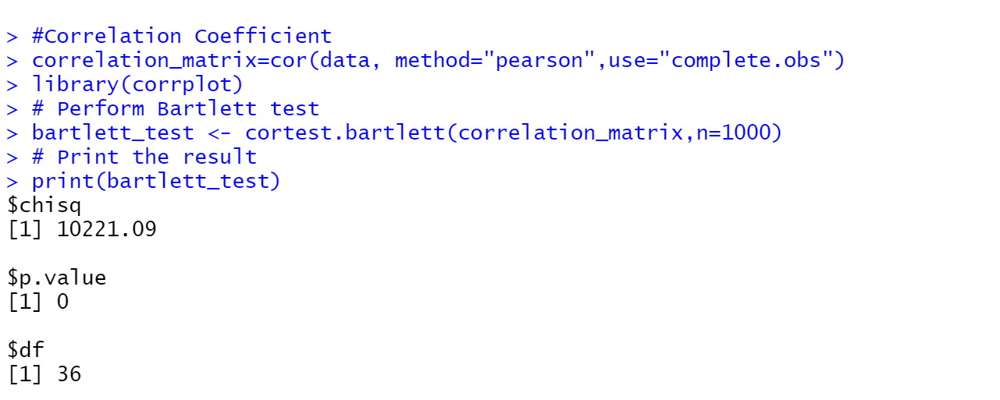 > #Correlation Coefficient
> correlation_matrix=cor(data, method="pearson",use="complete.obs")
> library(corrplot)
> # Perform Bartlett test
> bartlett_test <- cortest.bartlett(correlation_matrix,n=1000)
> # Print the result
> print(bartlett_test)
$chisq
[1] 10221.09
$p.value
[1] 0
$df
[1] 36